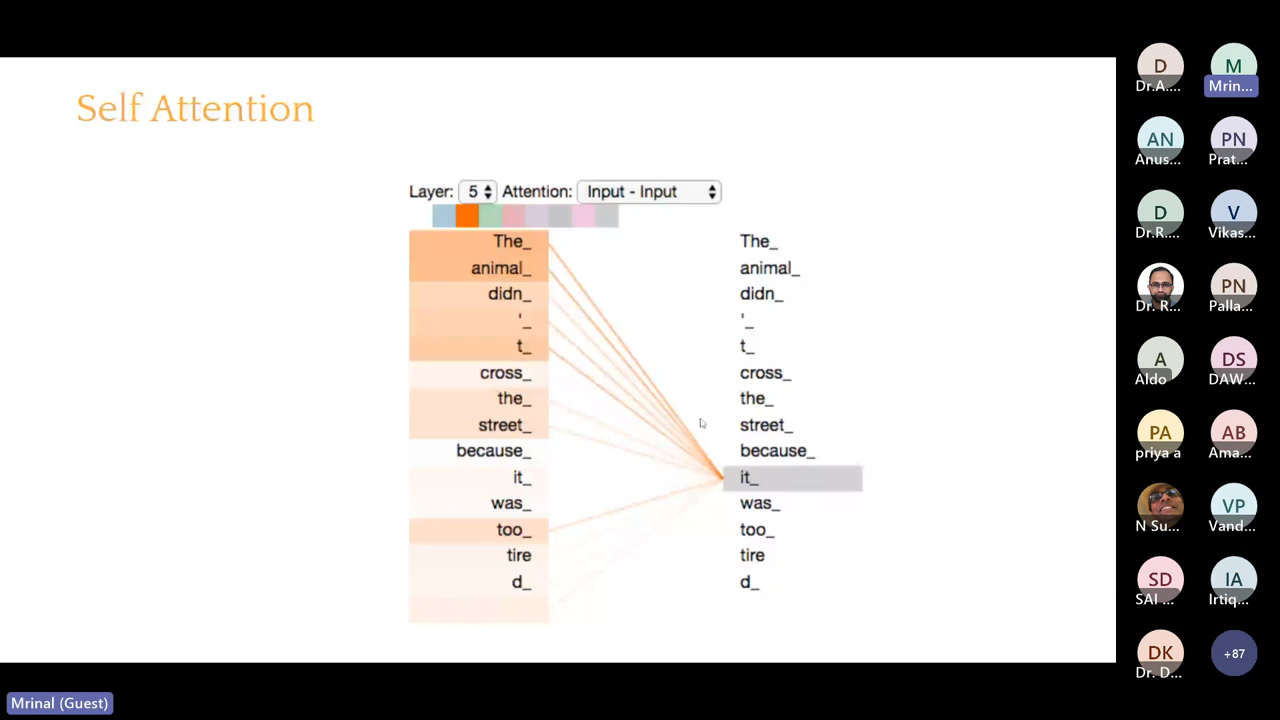 Self Attention
Layer: 5 Attention: Input - Input
The_ The_
animal_ animal_
didn_ didn_
'_ '_
t_ t_
cross_ cross_
the_ the_
street_ street_
because_ because_
it_ it_
was_ was_
too_ too_
tire tire
d_ d_
D M
Dr.A.... Mrin...
AN PN
Anus... Prat...
D V
Dr.R.... Vikas...
PN
Dr. R... Palla...
A DS
Aldo DAW...
PA AB
priya a Ama...
VP
N Su... Vand...
SD IA
SAI ... Irtiq...
DK +87
Dr. D...
Mrinal (Guest)